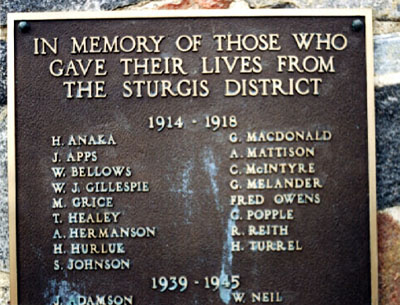 IN MEMORY OF THOSE WHO
GAVE THEIR LIVES FROM
THE STURGIS DISTRICT
1914 - 1918
H. ANAKA
J. APPS
W. BELLOWS
W. J. GILLESPIE
M. GRICE
T. HEALEY
A. HERMANSON
H. HURLUK
S. JOHNSON
G. MACDONALD
A. MATTISON
C. MCINTYRE
G. MELANDER
FRED OWENS
C. POPPLE
R. REITH
H. TURREL
1939 - 1945
J. ADAMSON
W. NEIL